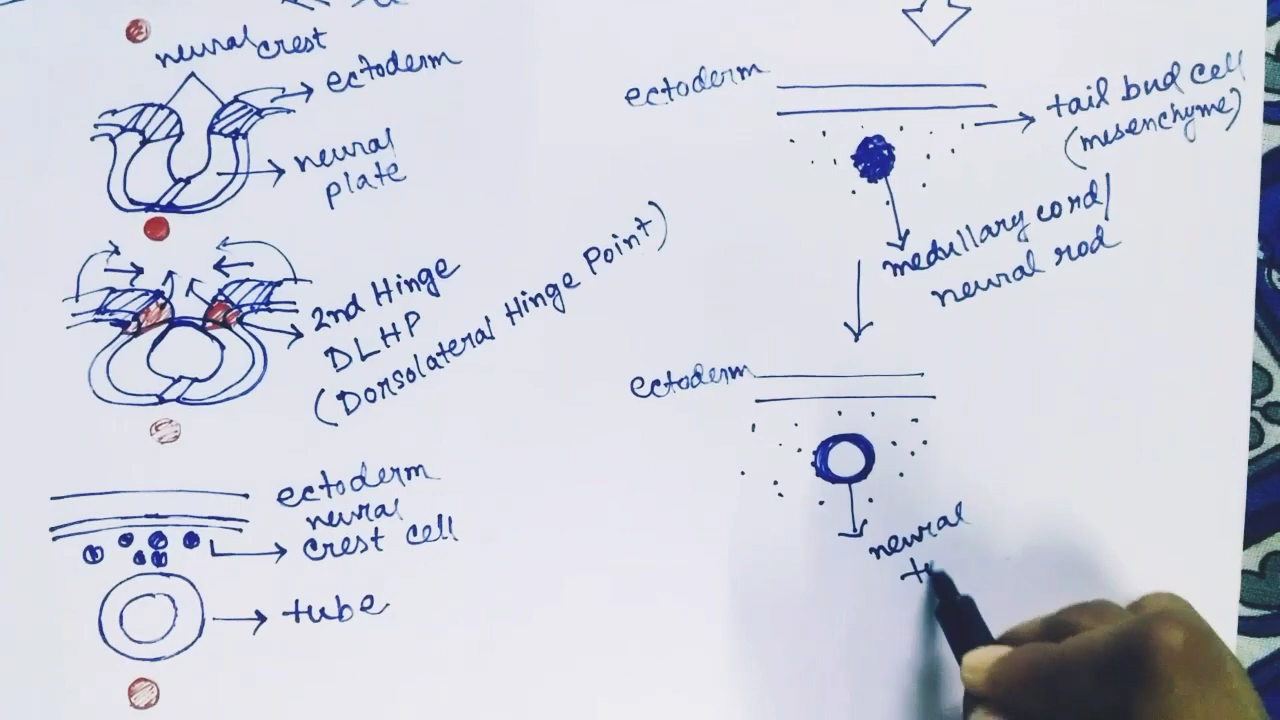 neural crest
ectoderm
neural
plate
2nd Hinge
DLHP
(Dorsolateral Hinge Point)
ectoderm
neural
crest cell
tube
ectoderm
tail bud cell
(mesenchyme)
medullary cord/
neural rod
ectoderm
neural